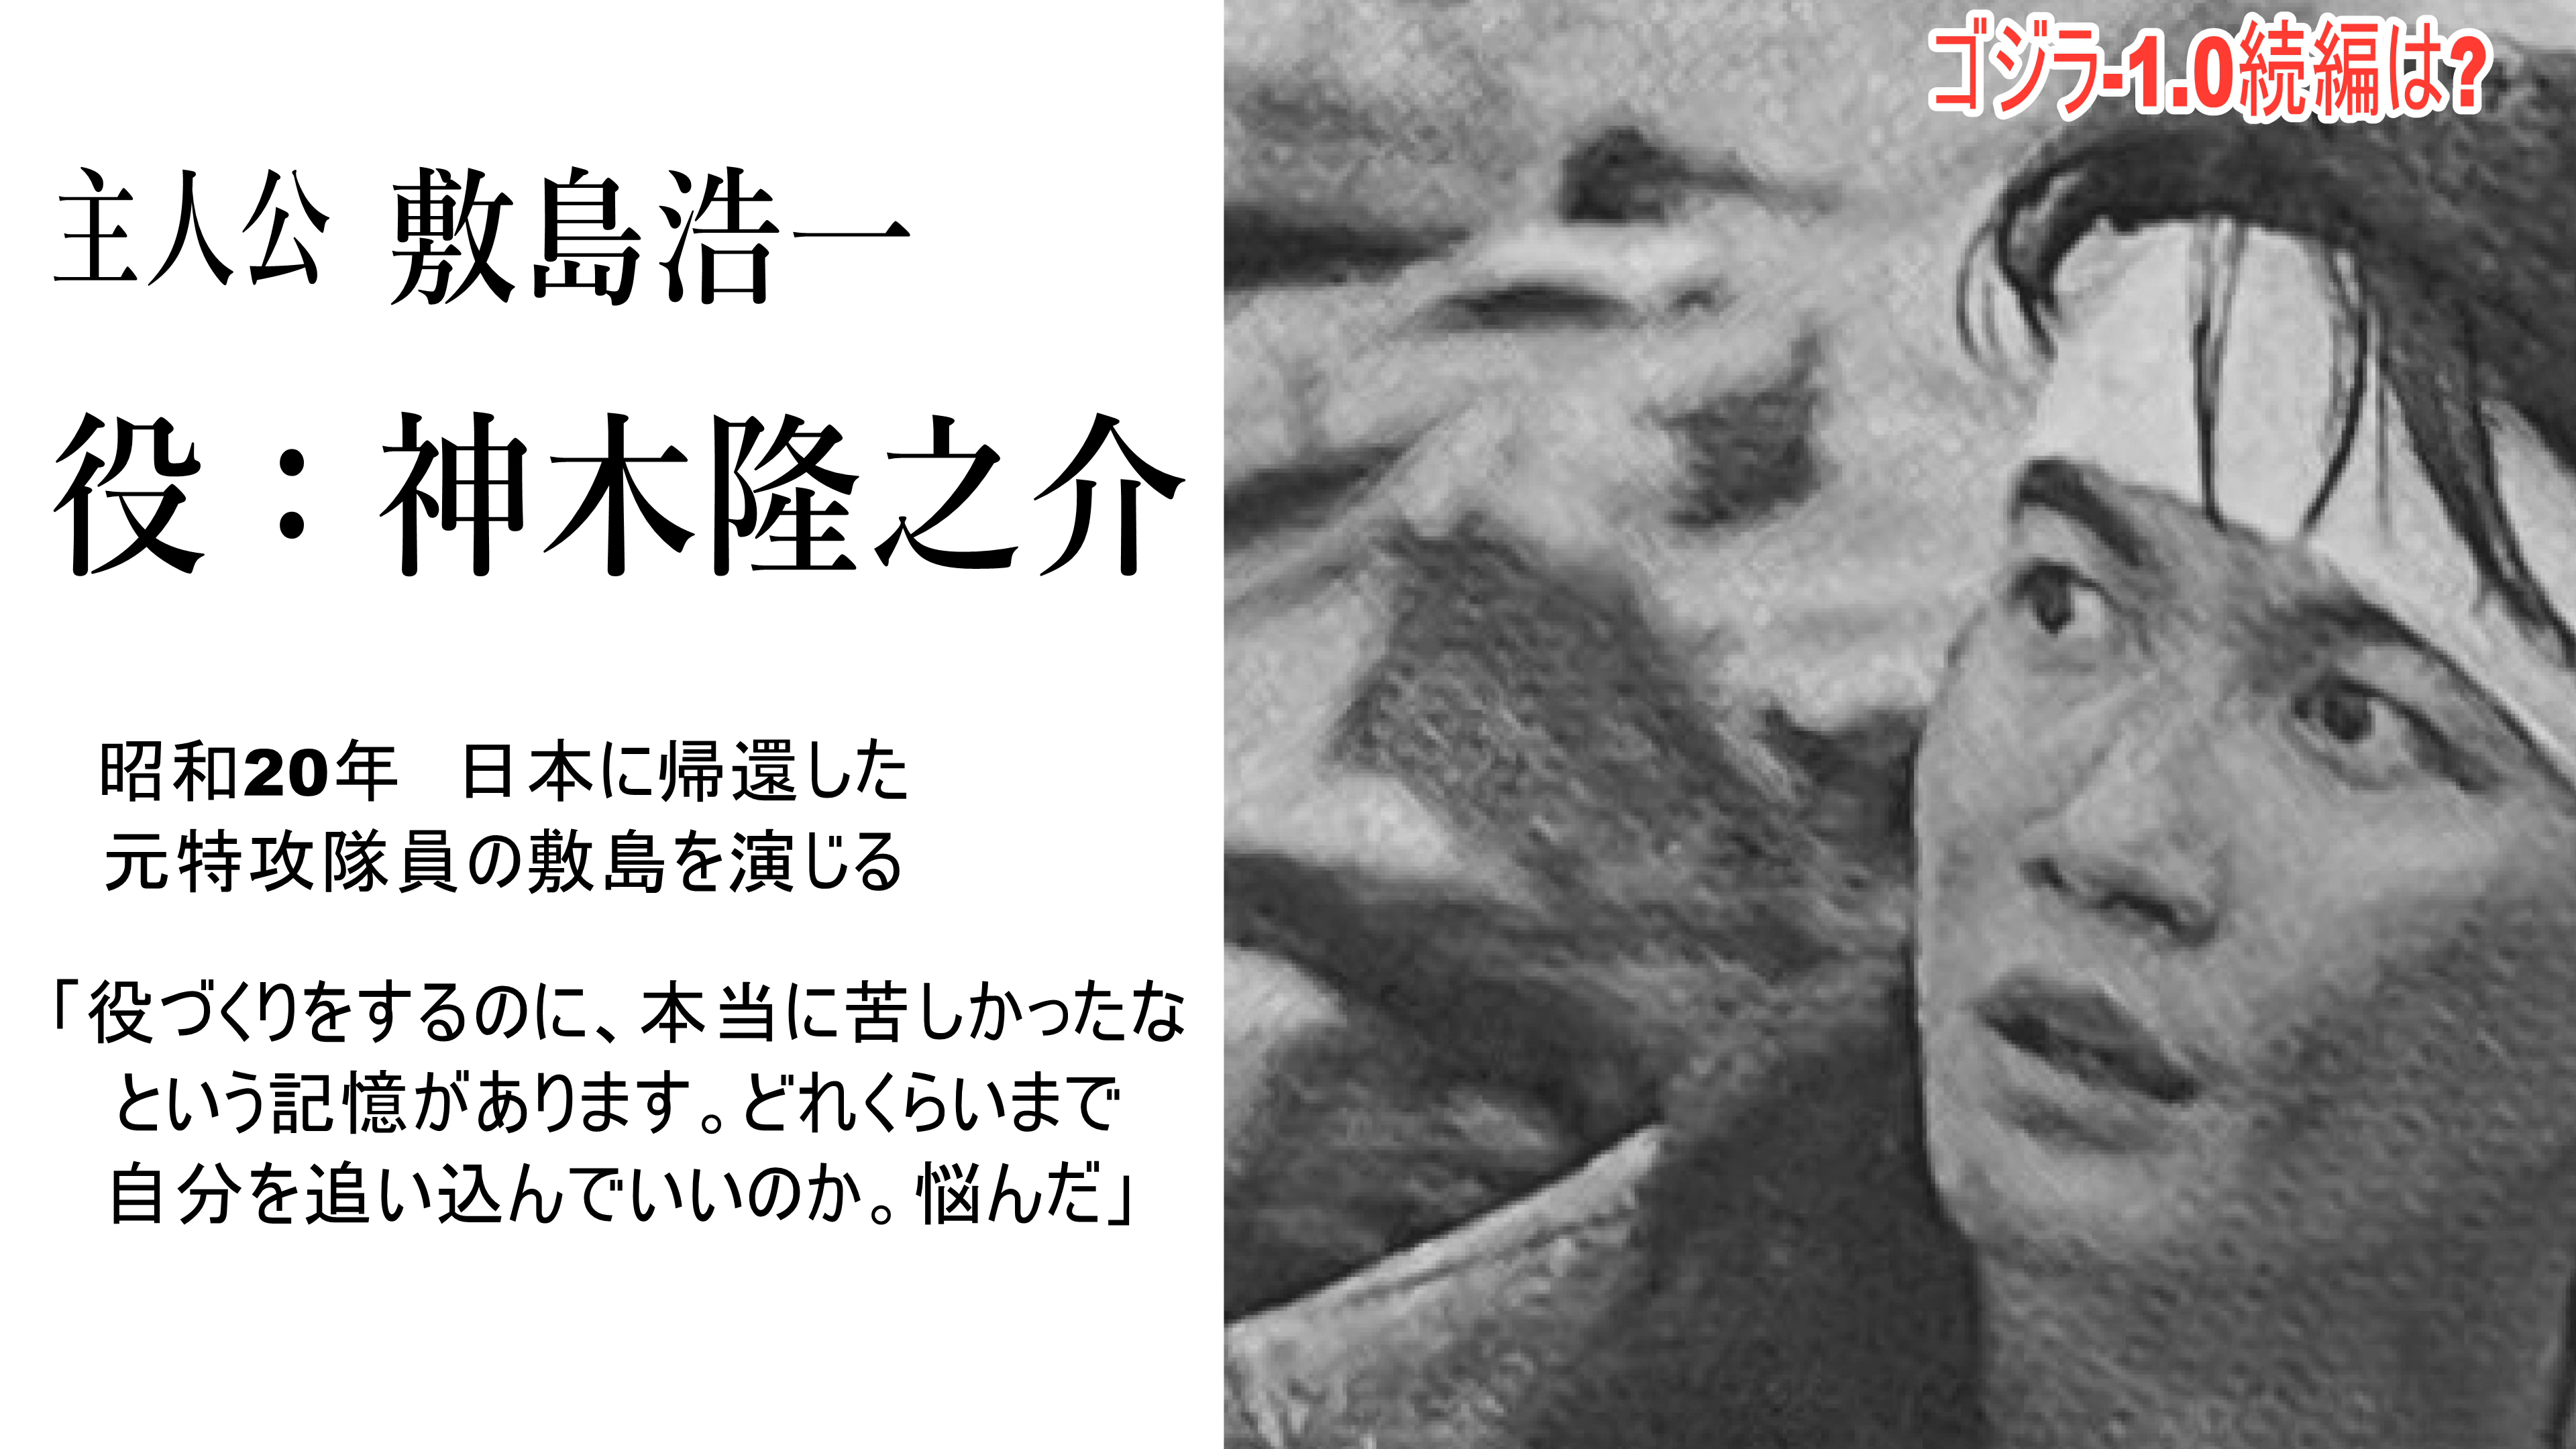 ゴジラ-1.0続編は?
主人公 敷島浩一
役：神木隆之介
昭和20年　日本に帰還した
元特攻隊員の敷島を演じる
「役づくりをするのに、本当に苦しかったな
という記憶があります。どれくらいまで
自分を追い込んでいいのか。悩んだ」